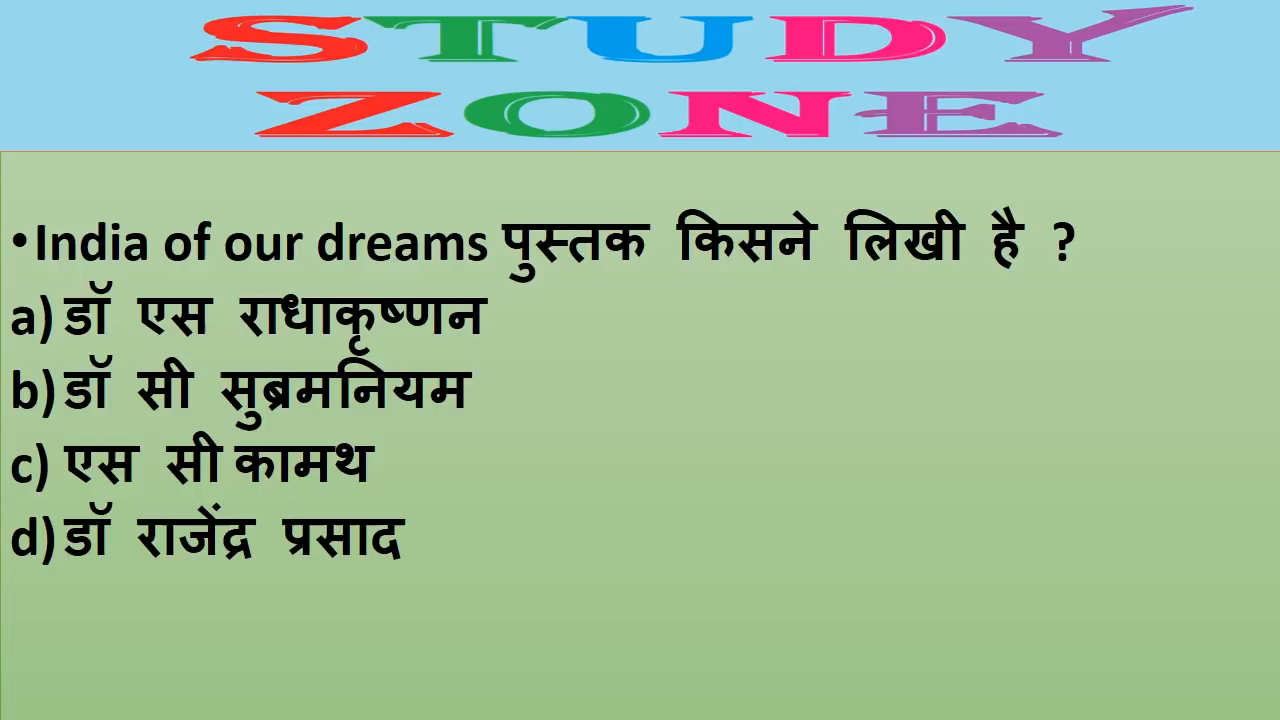 STUDY
ZONE
•India of our dreams पुस्तक किसने लिखी है ?
a) डॉ एस राधाकृष्णन
b) डॉ सी सुब्रमनियम
c) एस सी कामथ
d) डॉ राजेंद्र प्रसाद